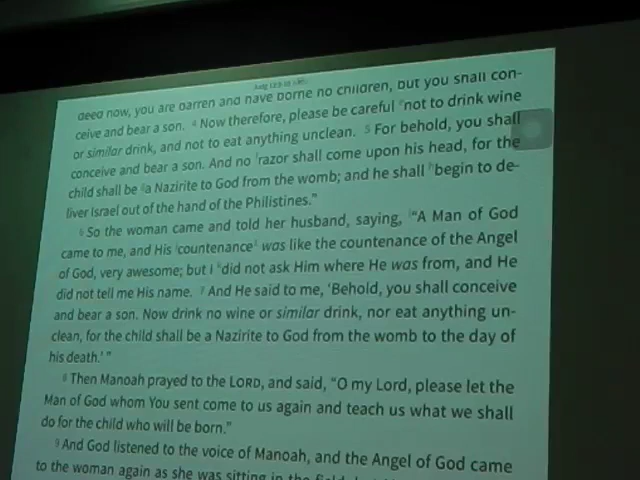 deed now, you are barren and have borne no children, but you shall con-
ceive and bear a son. 4 Now therefore, please be careful not to drink wine
or similar drink, and not to eat anything unclean. 5 For behold, you shall
conceive and bear a son. And no razor shall come upon his head, for the
child shall be a Nazirite to God from the womb; and he shall begin to de-
liver Israel out of the hand of the Philistines.”
6 So the woman came and told her husband, saying, “A Man of God
came to me, and His countenance was like the countenance of the Angel
of God, very awesome; but I did not ask Him where He was from, and He
did not tell me His name. 7 And He said to me, ‘Behold, you shall conceive
and bear a son. Now drink no wine or similar drink, nor eat anything un-
clean, for the child shall be a Nazirite to God from the womb to the day of
his death.’ ”
8 Then Manoah prayed to the LORD, and said, “O my Lord, please let the
Man of God whom You sent come to us again and teach us what we shall
do for the child who will be born.”
9 And God listened to the voice of Manoah, and the Angel of God came
to the woman again as she was sitting in the field